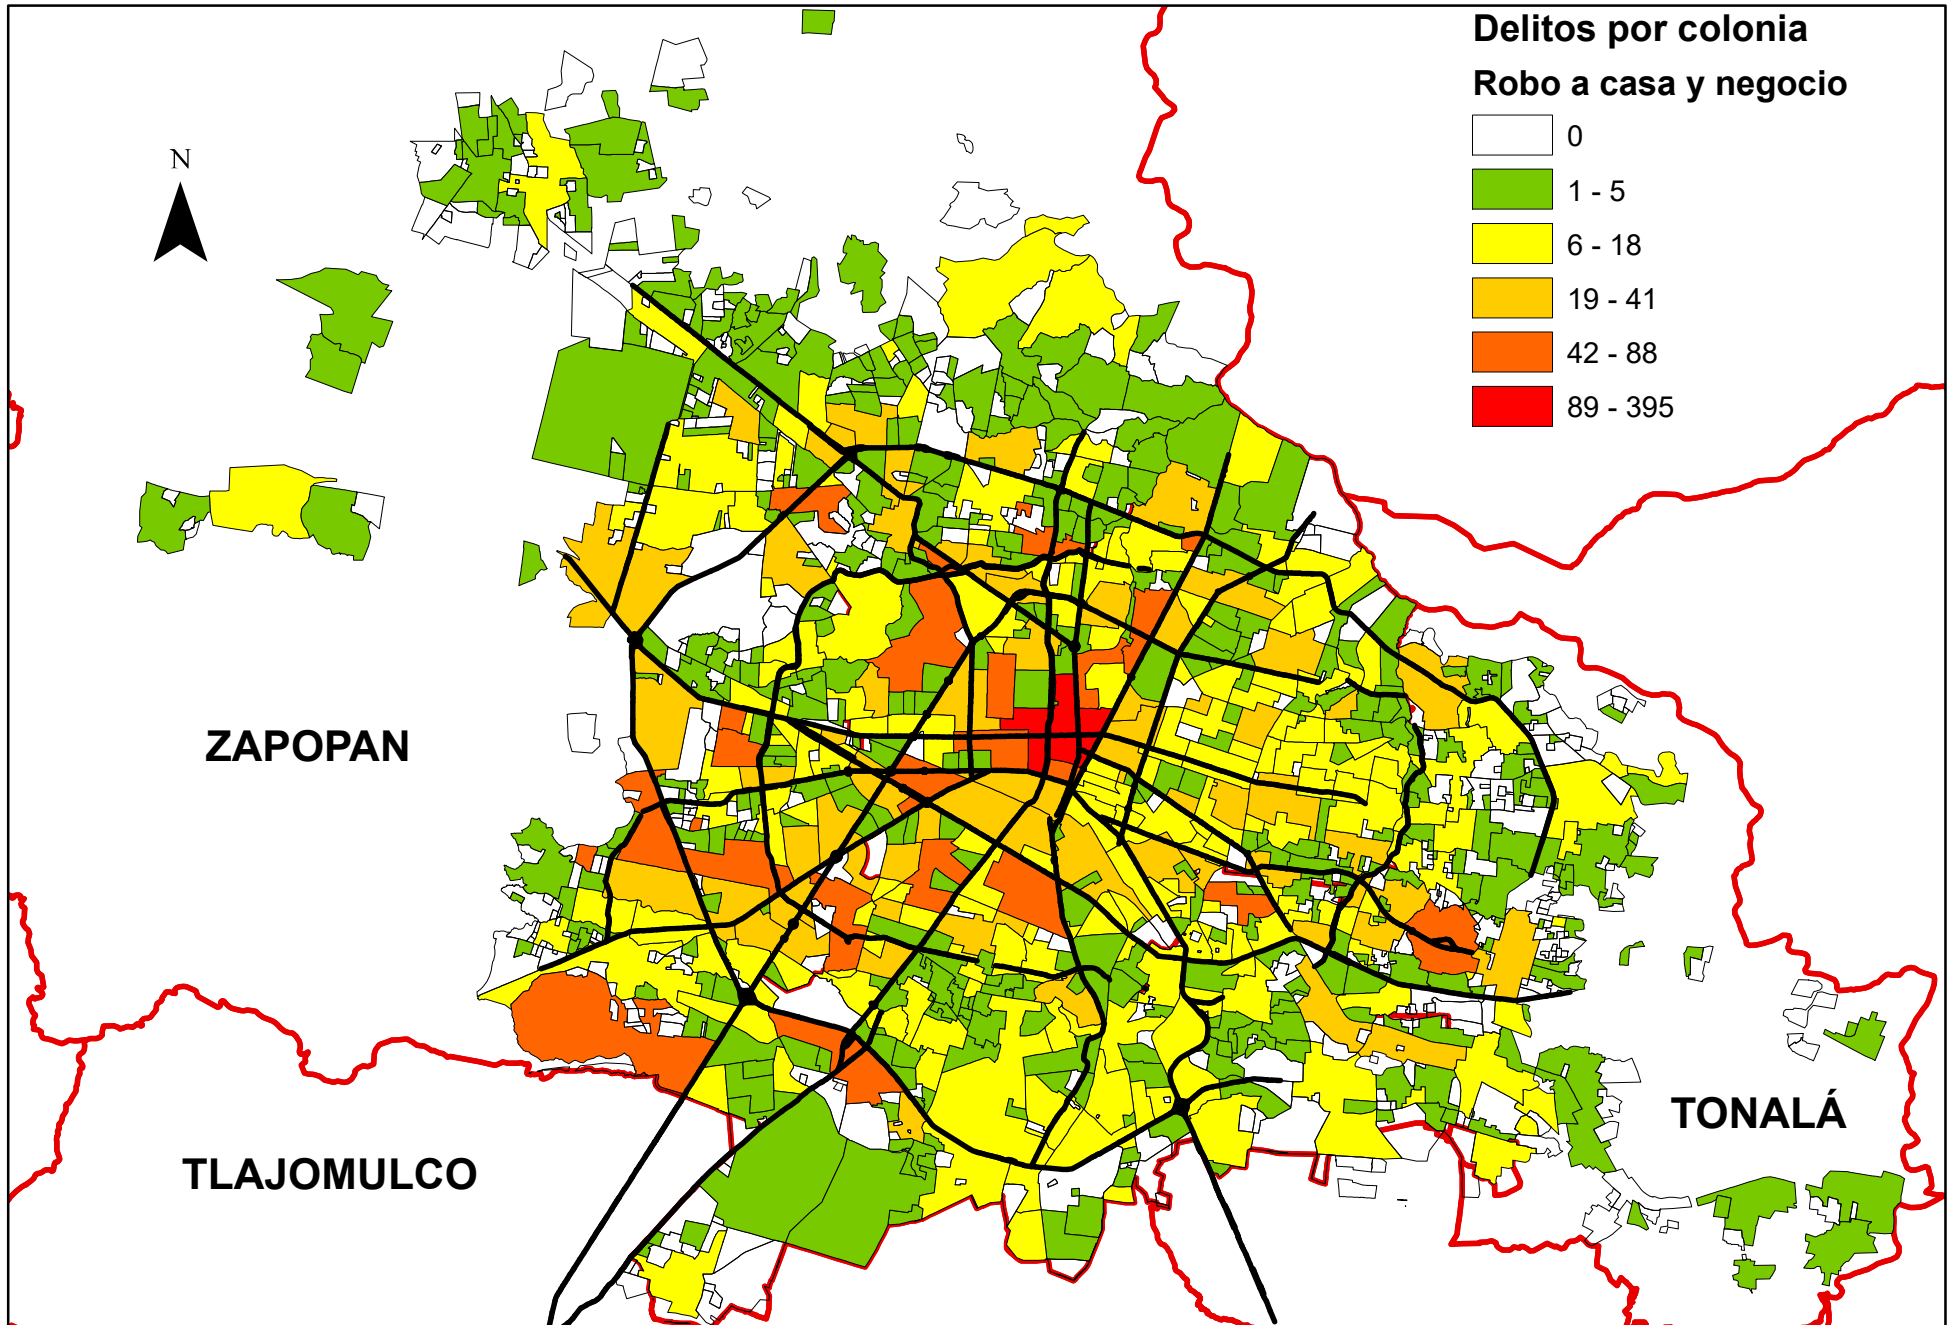 Delitos por colonia
Robo a casa y negocio
0
1 - 5
6 - 18
19 - 41
42 - 88
89 - 395
N
ZAPOPAN
TONALÁ
TLAJOMULCO